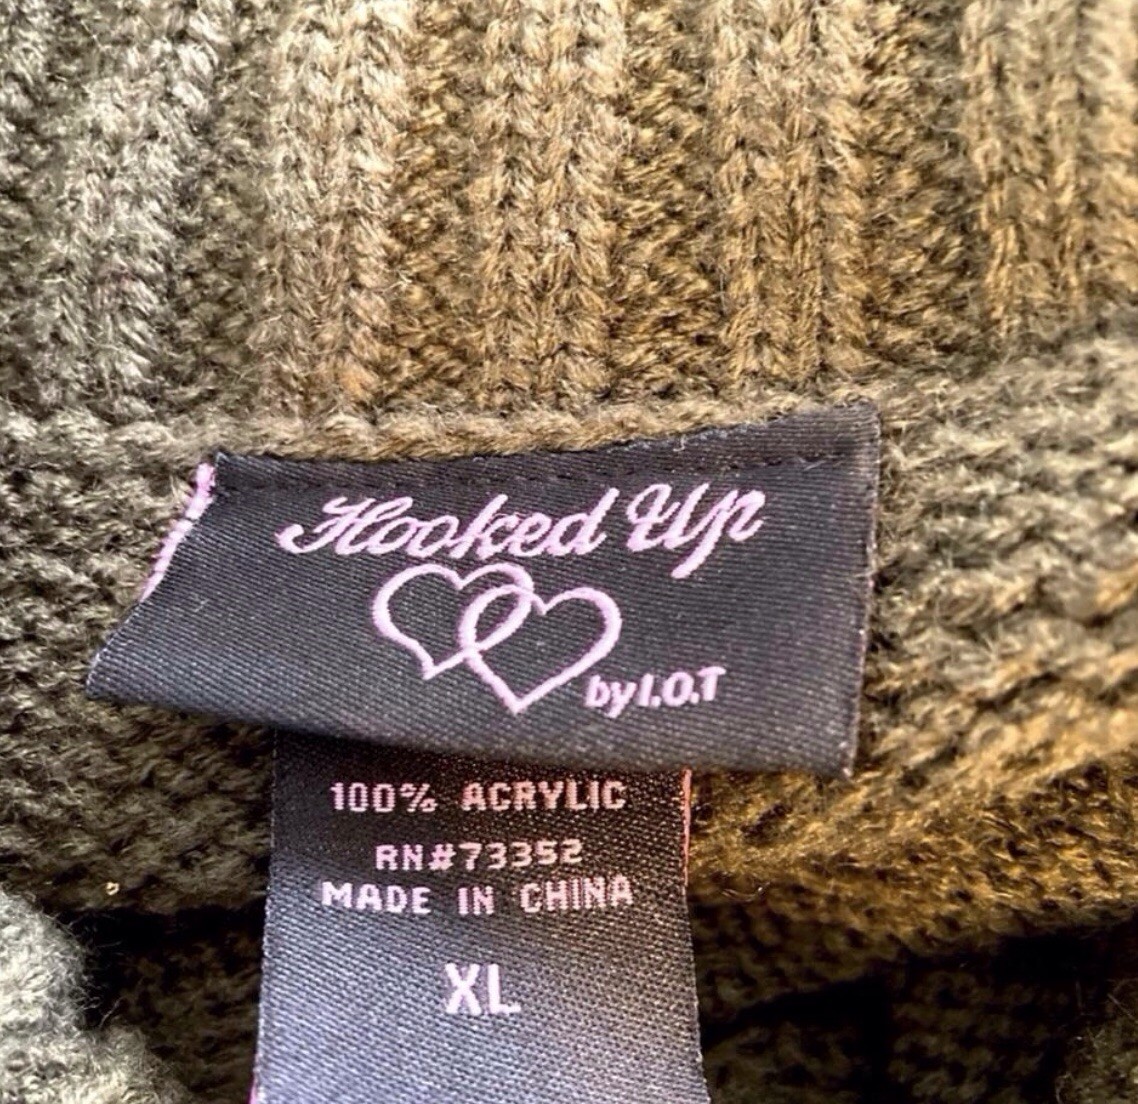 Hooked Up
by I.O.T
100% ACRYLIC
RN#73352
MADE IN CHINA
XL